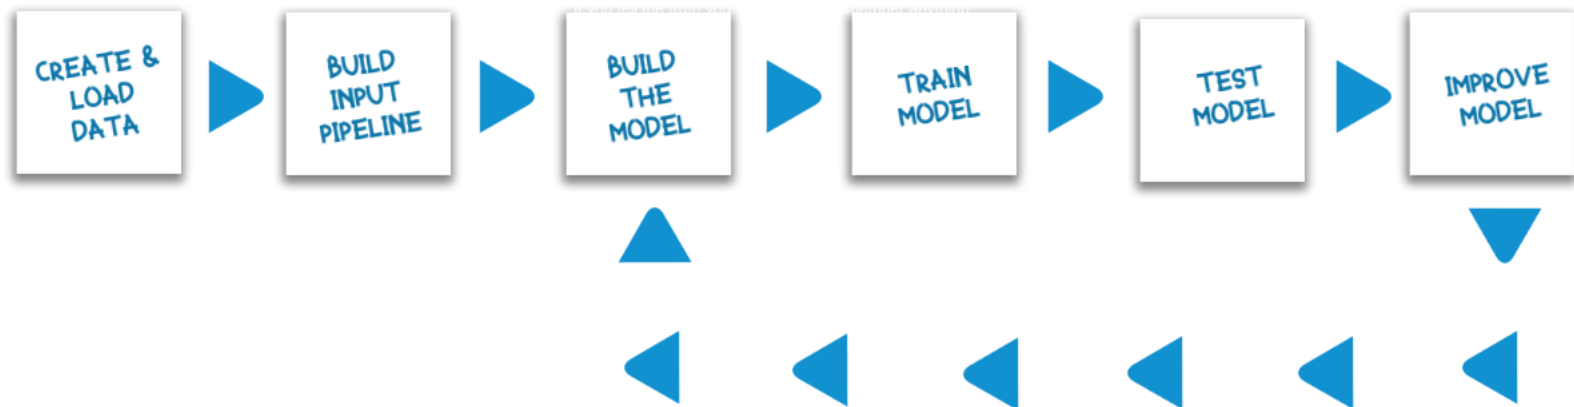 CREATE &
LOAD
DATA
BUILD
INPUT
PIPELINE
BUILD
THE
MODEL
TRAIN
MODEL
TEST
MODEL
IMPROVE
MODEL